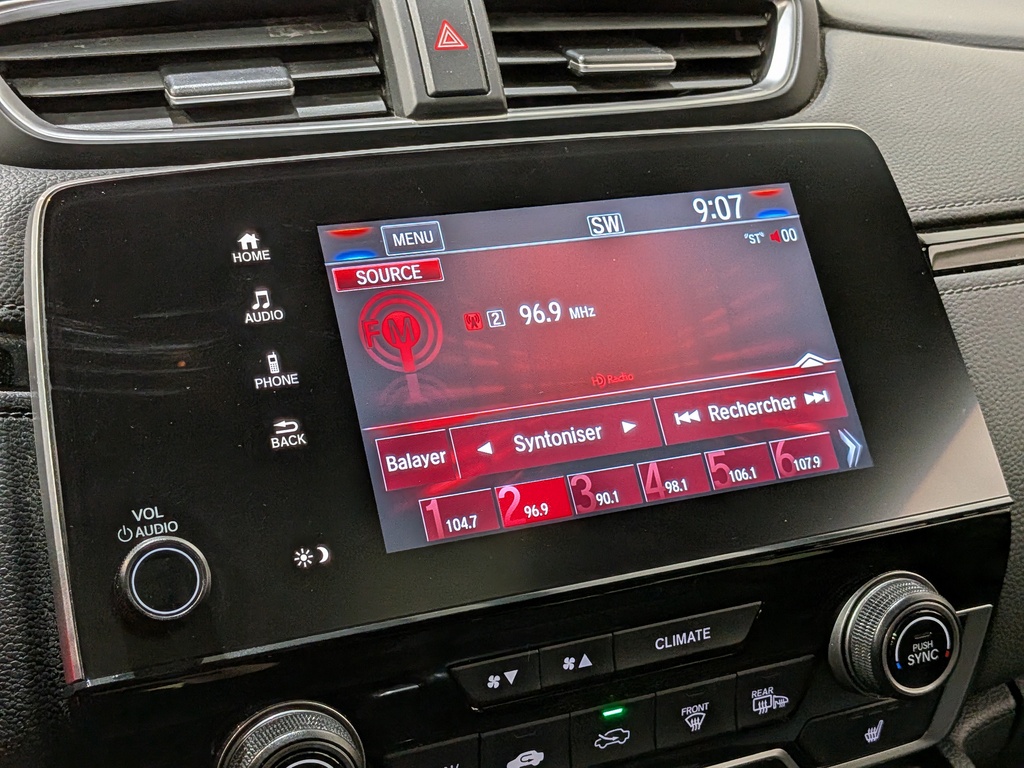 MENU
SW
9:07
SOURCE
"ST"
00
HOME
AUDIO
PHONE
BACK
FM
2
96.9 MHz
HD Radio
Balayer
Syntoniser
Rechercher
1 104.7
2 96.9
3 90.1
4 98.1
5 106.1
6 107.9
VOL
AUDIO
CLIMATE
PUSH
SYNC
FRONT
REAR